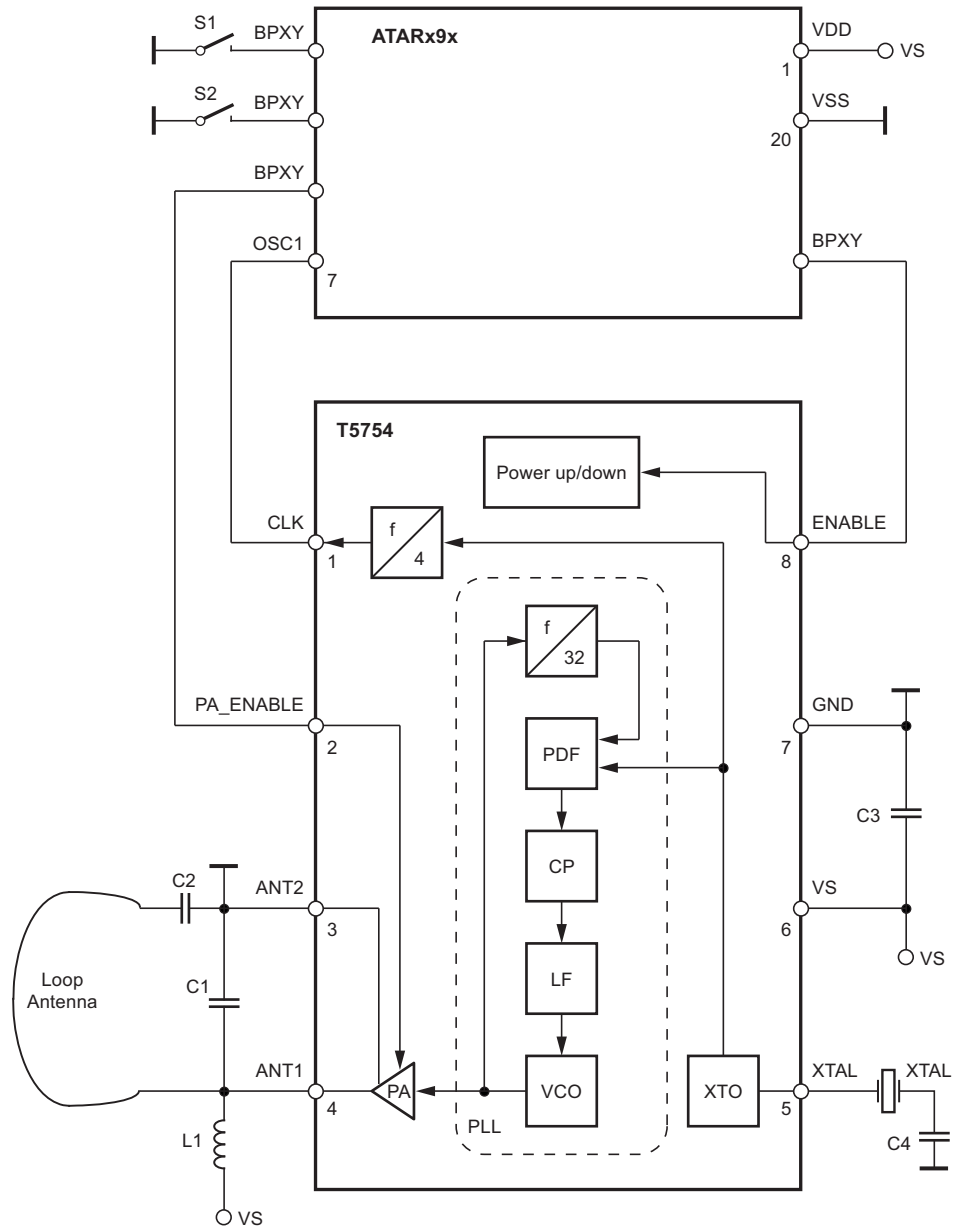 S1
BPXY
ATARx9x
VDD
1
VS
S2
BPXY
VSS
20
BPXY
OSC1
7
BPXY
T5754
Power up/down
CLK
1
f
4
ENABLE
8
f
32
PA_ENABLE
2
GND
7
PDF
C3
CP
C2
ANT2
3
VS
6
VS
LF
Loop
Antenna
C1
ANT1
4
PA
VCO
XTO
XTAL
5
XTAL
PLL
L1
C4
VS